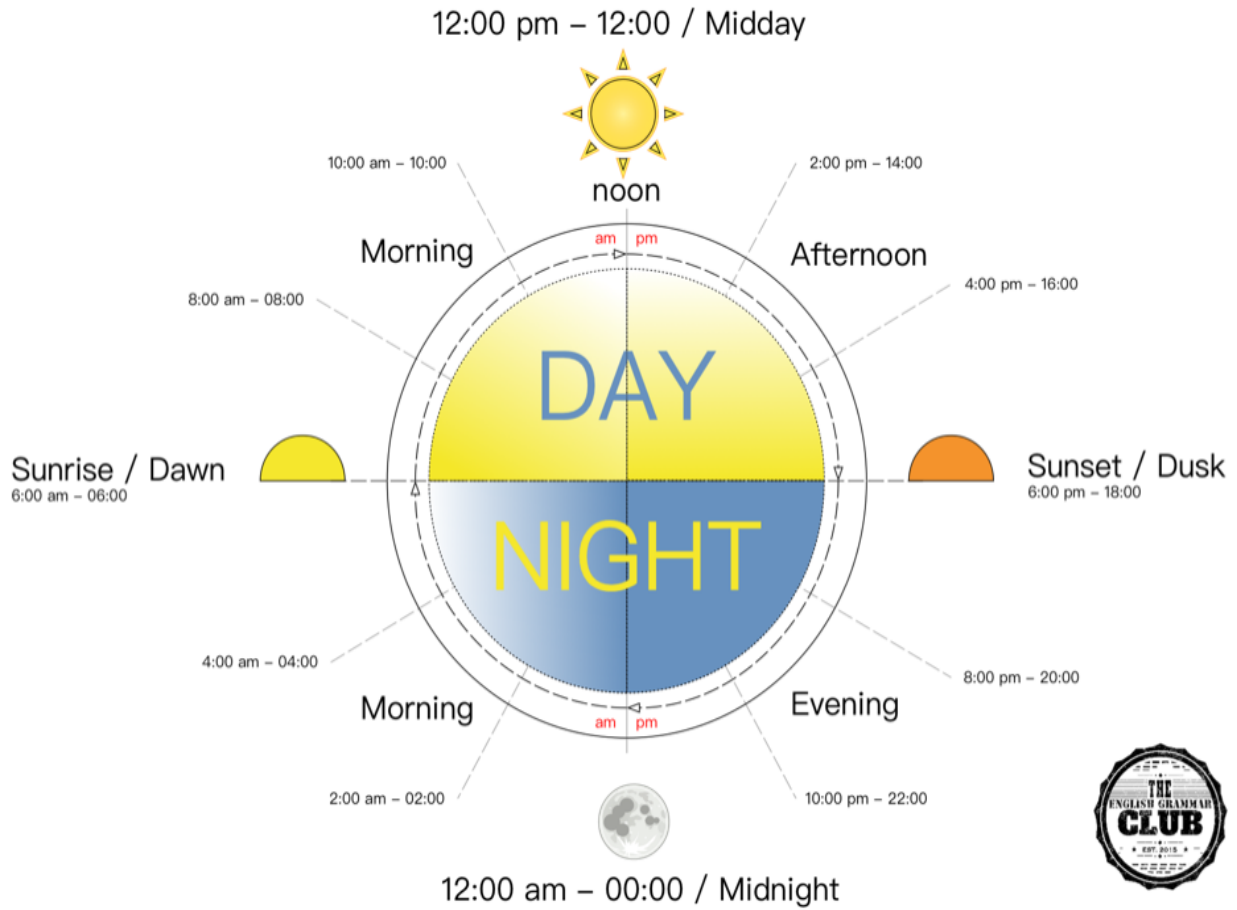 12:00 pm – 12:00 / Midday
10:00 am – 10:00
2:00 pm – 14:00
noon
am pm
Morning
Afternoon
8:00 am – 08:00
4:00 pm – 16:00
DAY
Sunrise / Dawn
6:00 am – 06:00
Sunset / Dusk
6:00 pm – 18:00
NIGHT
4:00 am – 04:00
8:00 pm – 20:00
Morning
Evening
am pm
2:00 am – 02:00
10:00 pm – 22:00
12:00 am – 00:00 / Midnight
THE
ENGLISH GRAMMAR
CLUB
EST. 2015